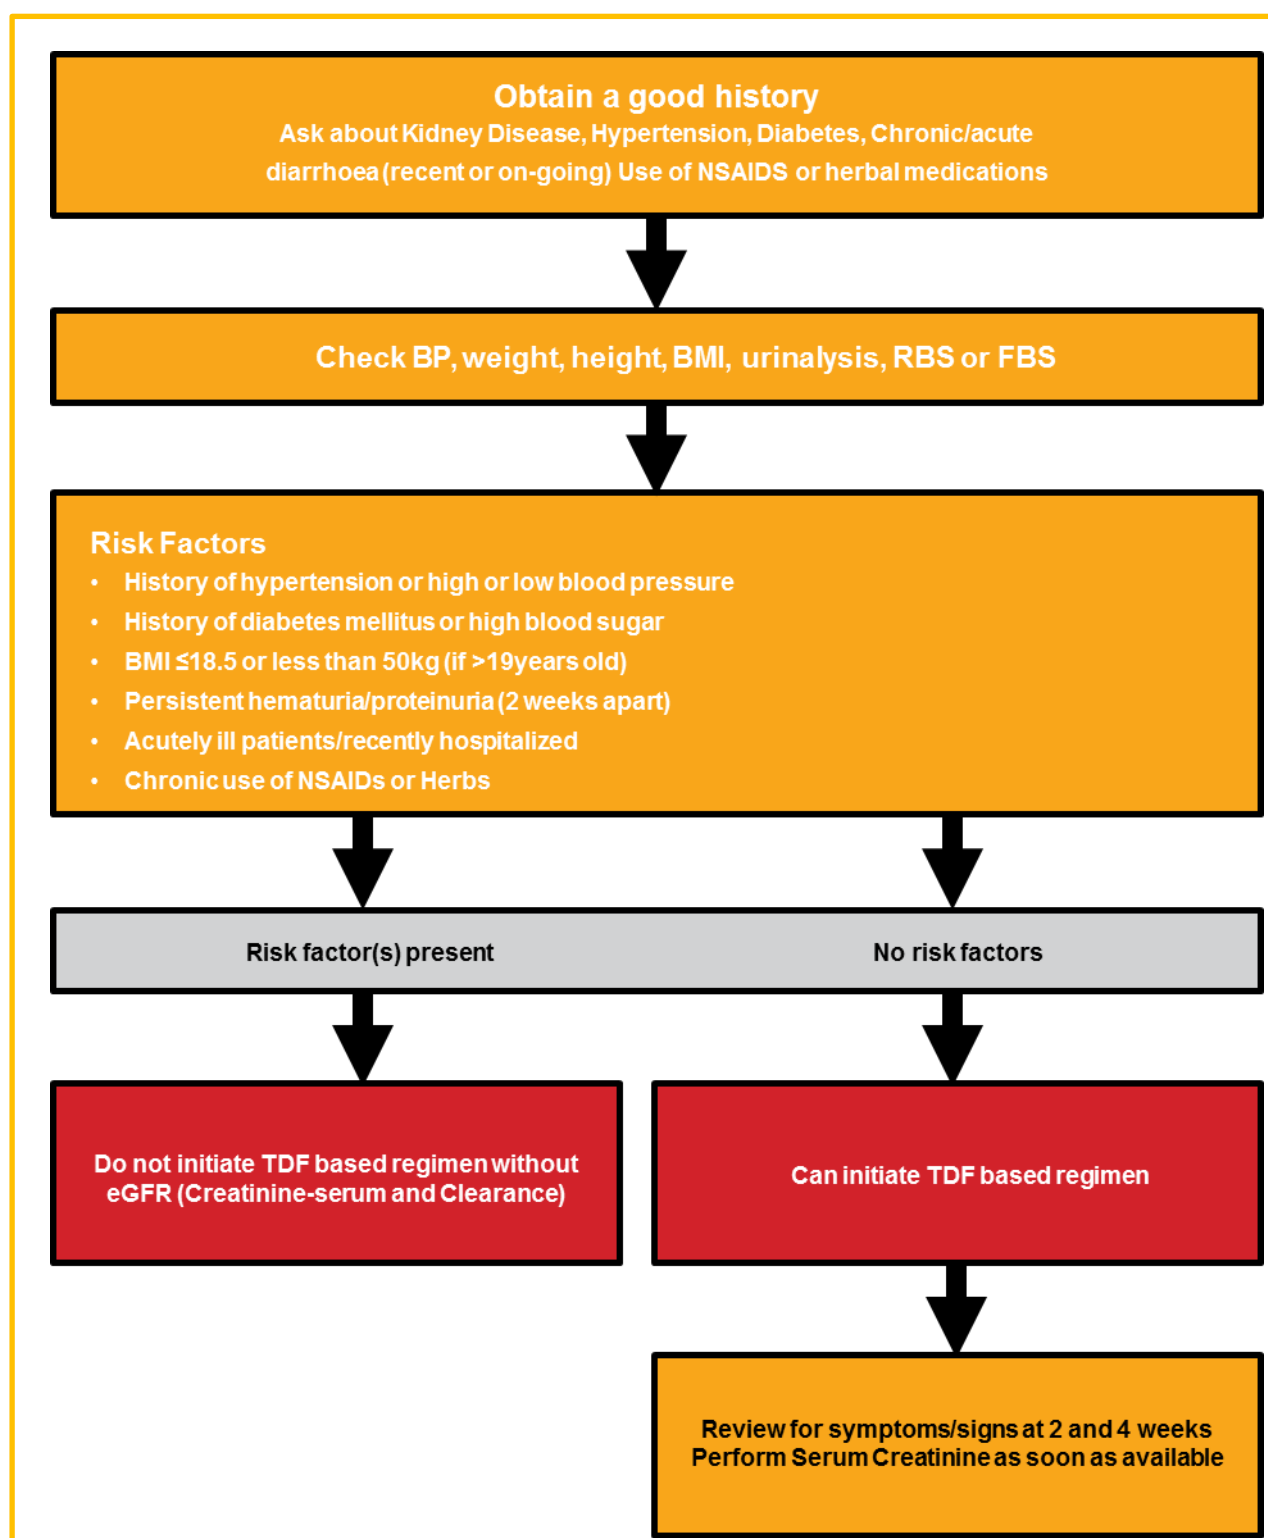 Obtain a good history
Ask about Kidney Disease, Hypertension, Diabetes, Chronic/acute
diarrhoea (recent or on-going) Use of NSAIDS or herbal medications
Check BP, weight, height, BMI, urinalysis, RBS or FBS
Risk Factors
• History of hypertension or high or low blood pressure
• History of diabetes mellitus or high blood sugar
• BMI ≤18.5 or less than 50kg (if >19years old)
• Persistent hematuria/proteinuria (2 weeks apart)
• Acutely ill patients/recently hospitalized
• Chronic use of NSAIDs or Herbs
Risk factor(s) present
No risk factors
Do not initiate TDF based regimen without
eGFR (Creatinine-serum and Clearance)
Can initiate TDF based regimen
Review for symptoms/signs at 2 and 4 weeks
Perform Serum Creatinine as soon as available